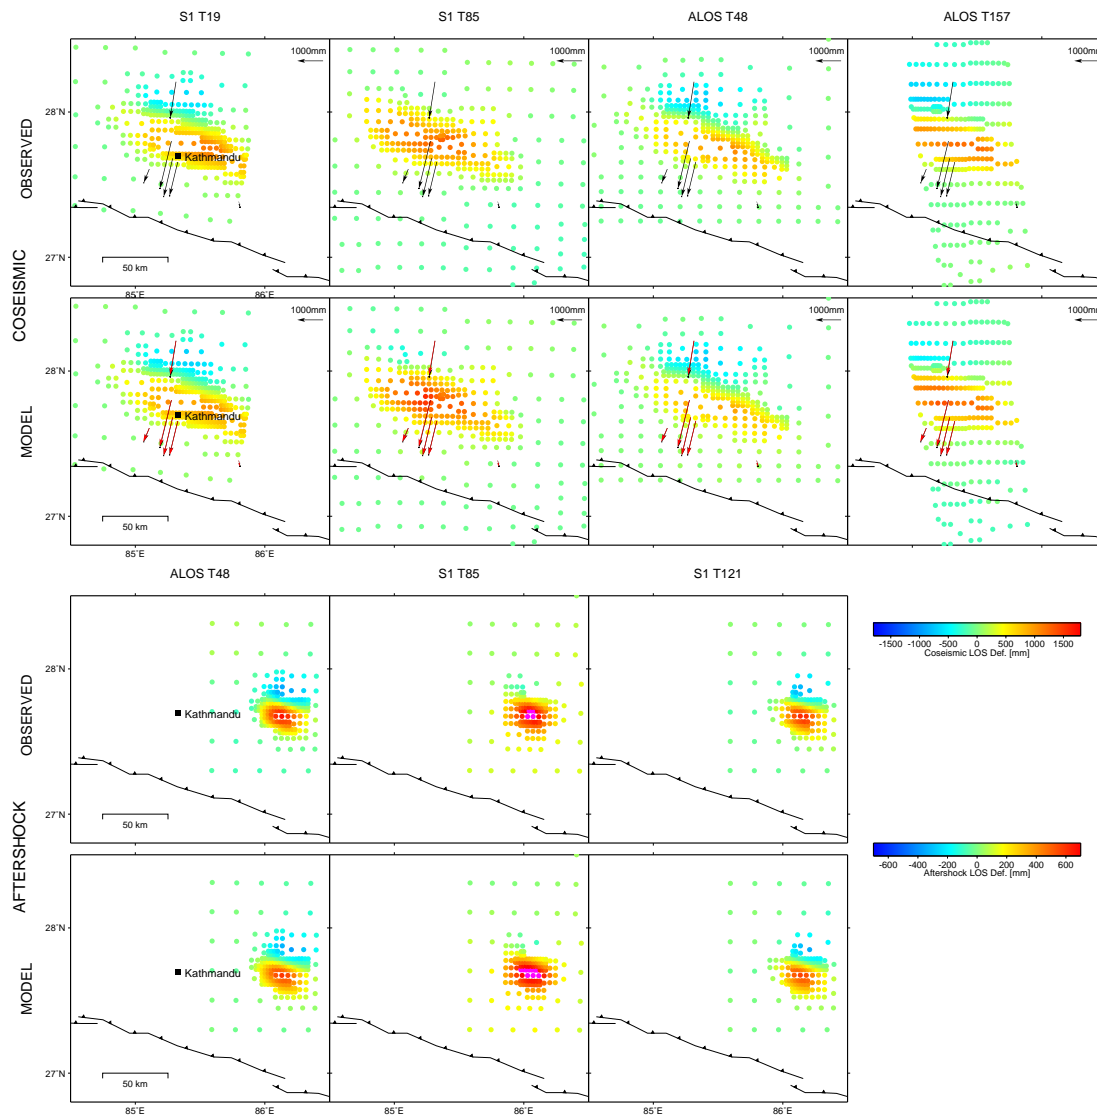 S1 T19 S1 T85 ALOS T48 ALOS T157
COSEISMIC
OBSERVED
1000mm 1000mm 1000mm 1000mm
28˚N
Kathmandu
27˚N
50 km
85˚E 86˚E
MODEL
1000mm 1000mm 1000mm 1000mm
28˚N
Kathmandu
27˚N
50 km
85˚E 86˚E
ALOS T48 S1 T85 S1 T121
AFTERSHOCK
OBSERVED
28˚N
Kathmandu
27˚N
50 km
-1500 -1000 -500 0 500 1000 1500
Coseismic LOS Def. [mm]
-600 -400 -200 0 200 400 600
Aftershock LOS Def. [mm]
MODEL
28˚N
Kathmandu
27˚N
50 km
85˚E 86˚E 85˚E 86˚E 85˚E 86˚E